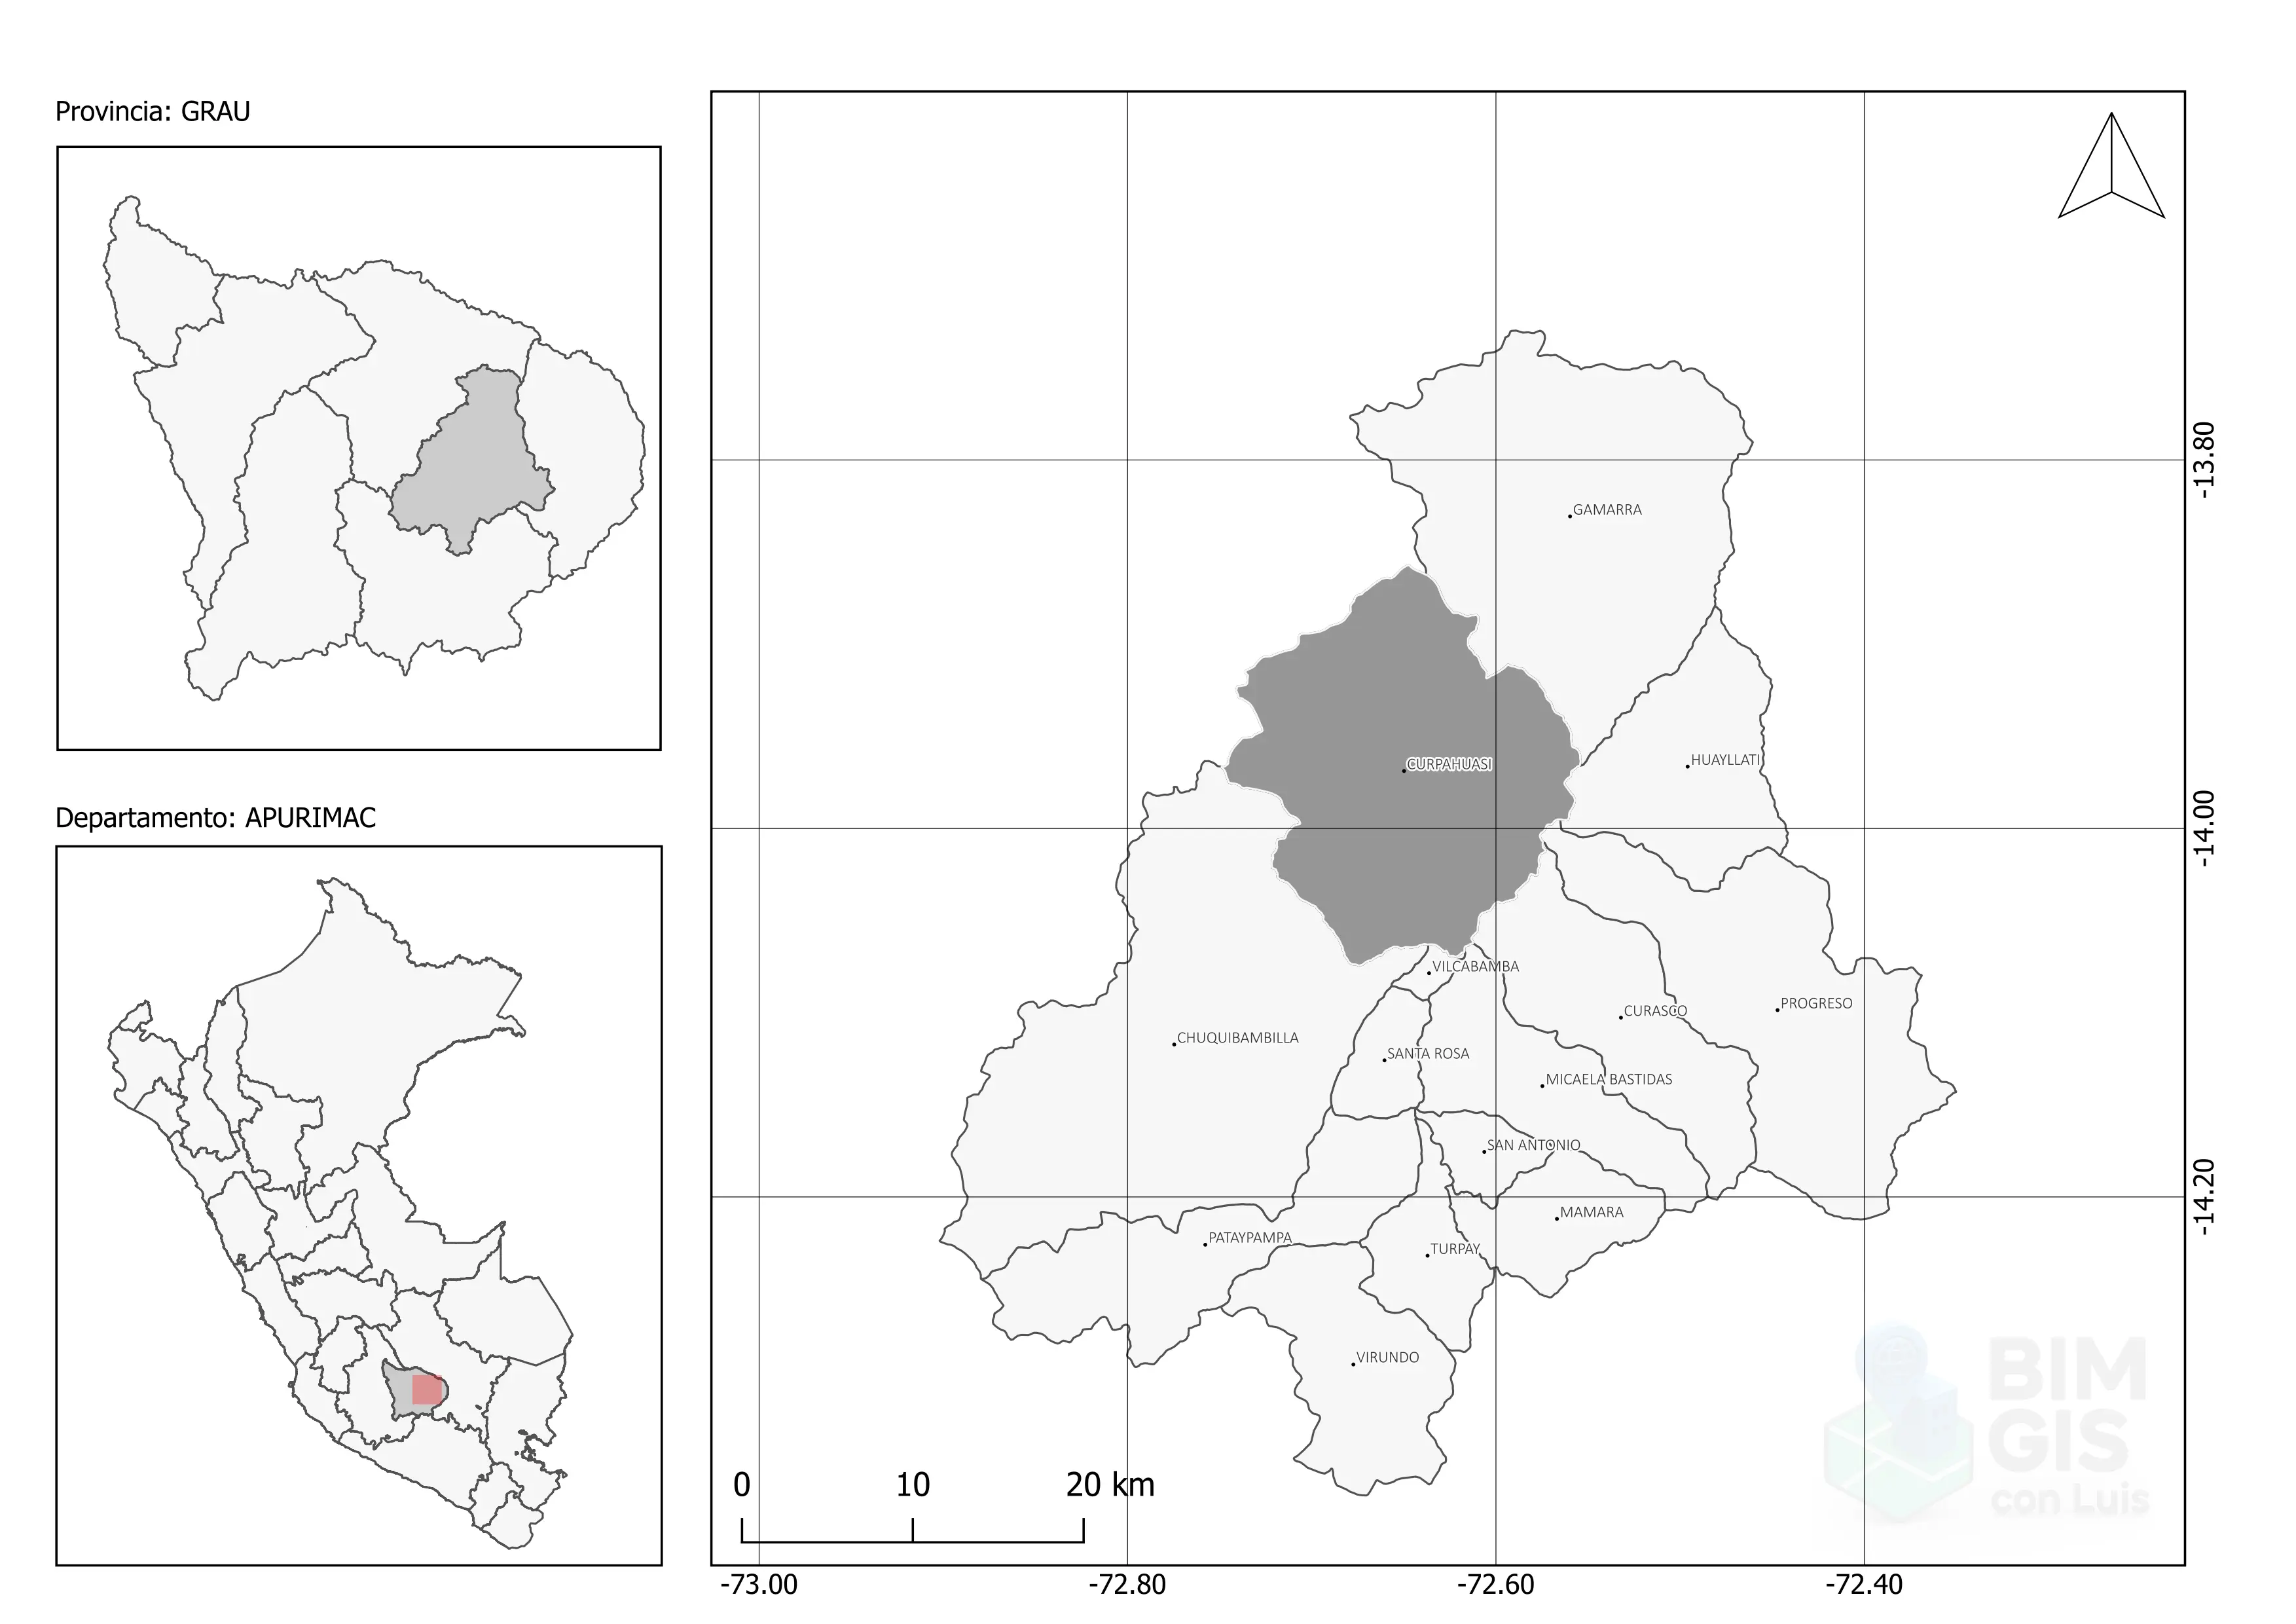 Provincia: GRAU
Departamento: APURIMAC
GAMARRA
HUAYLLATI
CURPAHUASI
VILCABAMBA
PROGRESO
CURASCO
CHUQUIBAMBILLA
SANTA ROSA
MICAELA BASTIDAS
SAN ANTONIO
MAMARA
PATAYPAMPA
TURPAY
VIRUNDO
-13.80
-14.00
-14.20
0 10 20 km
-73.00 -72.80 -72.60 -72.40
BIM
GIS
con Luis